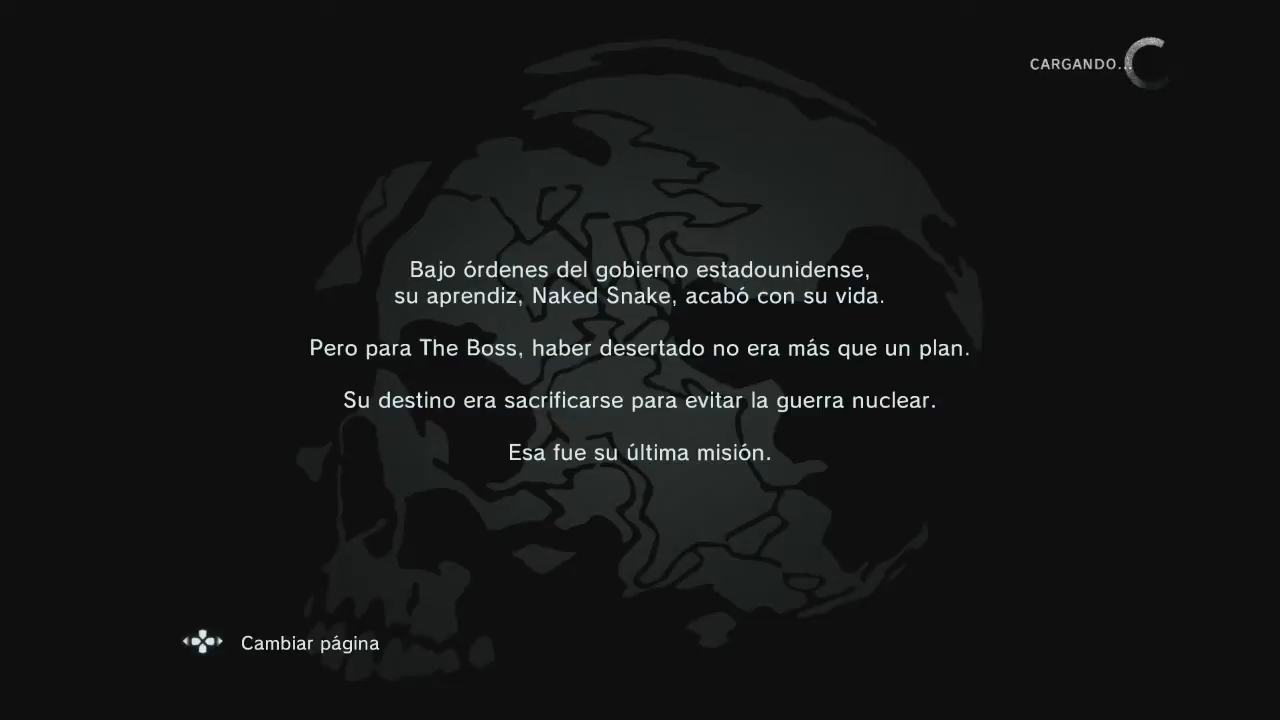 CARGANDO...
Bajo órdenes del gobierno estadounidense,
su aprendiz, Naked Snake, acabó con su vida.
Pero para The Boss, haber desertado no era más que un plan.
Su destino era sacrificarse para evitar la guerra nuclear.
Esa fue su última misión.
Cambiar página